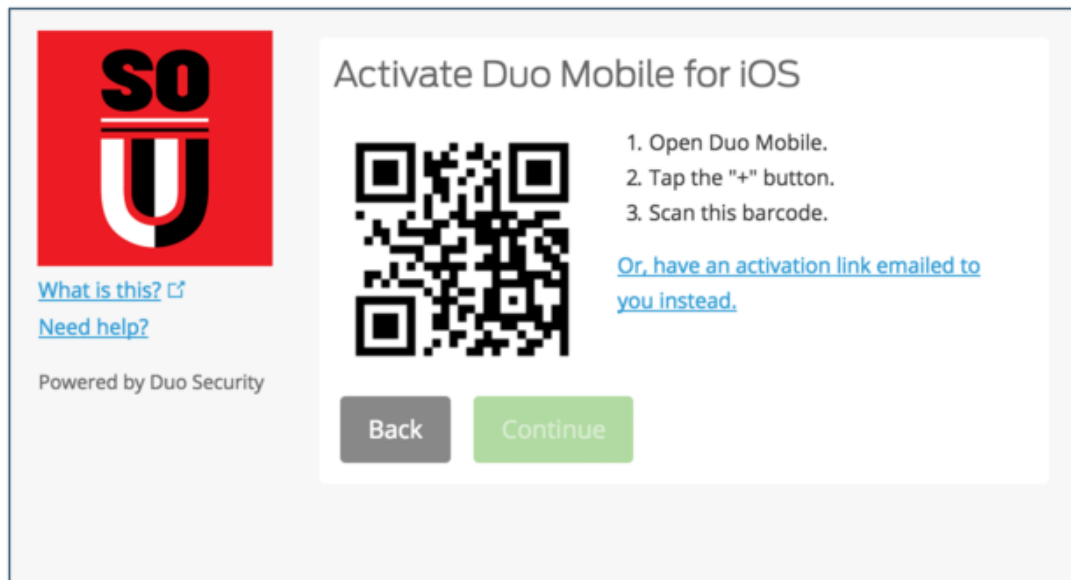 SO
U
What is this?
Need help?
Powered by Duo Security
Activate Duo Mobile for iOS
1. Open Duo Mobile.
2. Tap the "+" button.
3. Scan this barcode.
Or, have an activation link emailed to
you instead.
Back
Continue